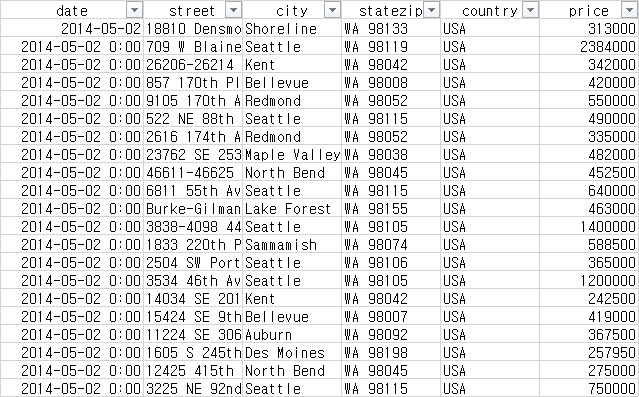 date street city statezip country price
2014-05-02 18810 Densmo Shoreline WA 98133 USA 313000
2014-05-02 0:00 709 W Blaine Seattle WA 98119 USA 2384000
2014-05-02 0:00 26206-26214 Kent WA 98042 USA 342000
2014-05-02 0:00 857 170th Pl Bellevue WA 98008 USA 420000
2014-05-02 0:00 9105 170th A Redmond WA 98052 USA 550000
2014-05-02 0:00 522 NE 88th Seattle WA 98115 USA 490000
2014-05-02 0:00 2616 174th A Redmond WA 98052 USA 335000
2014-05-02 0:00 23762 SE 253 Maple Valley WA 98038 USA 482000
2014-05-02 0:00 46611-46625 North Bend WA 98045 USA 452500
2014-05-02 0:00 6811 55th Av Seattle WA 98115 USA 640000
2014-05-02 0:00 Burke-Gilman Lake Forest WA 98155 USA 463000
2014-05-02 0:00 3838-4098 44 Seattle WA 98105 USA 1400000
2014-05-02 0:00 1833 220th P Sammamish WA 98074 USA 588500
2014-05-02 0:00 2504 SW Port Seattle WA 98106 USA 365000
2014-05-02 0:00 3534 46th Av Seattle WA 98105 USA 1200000
2014-05-02 0:00 14034 SE 201 Kent WA 98042 USA 242500
2014-05-02 0:00 15424 SE 9th Bellevue WA 98007 USA 419000
2014-05-02 0:00 11224 SE 306 Auburn WA 98092 USA 367500
2014-05-02 0:00 1605 S 245th Des Moines WA 98198 USA 257950
2014-05-02 0:00 12425 415th North Bend WA 98045 USA 275000
2014-05-02 0:00 3225 NE 92nd Seattle WA 98115 USA 750000